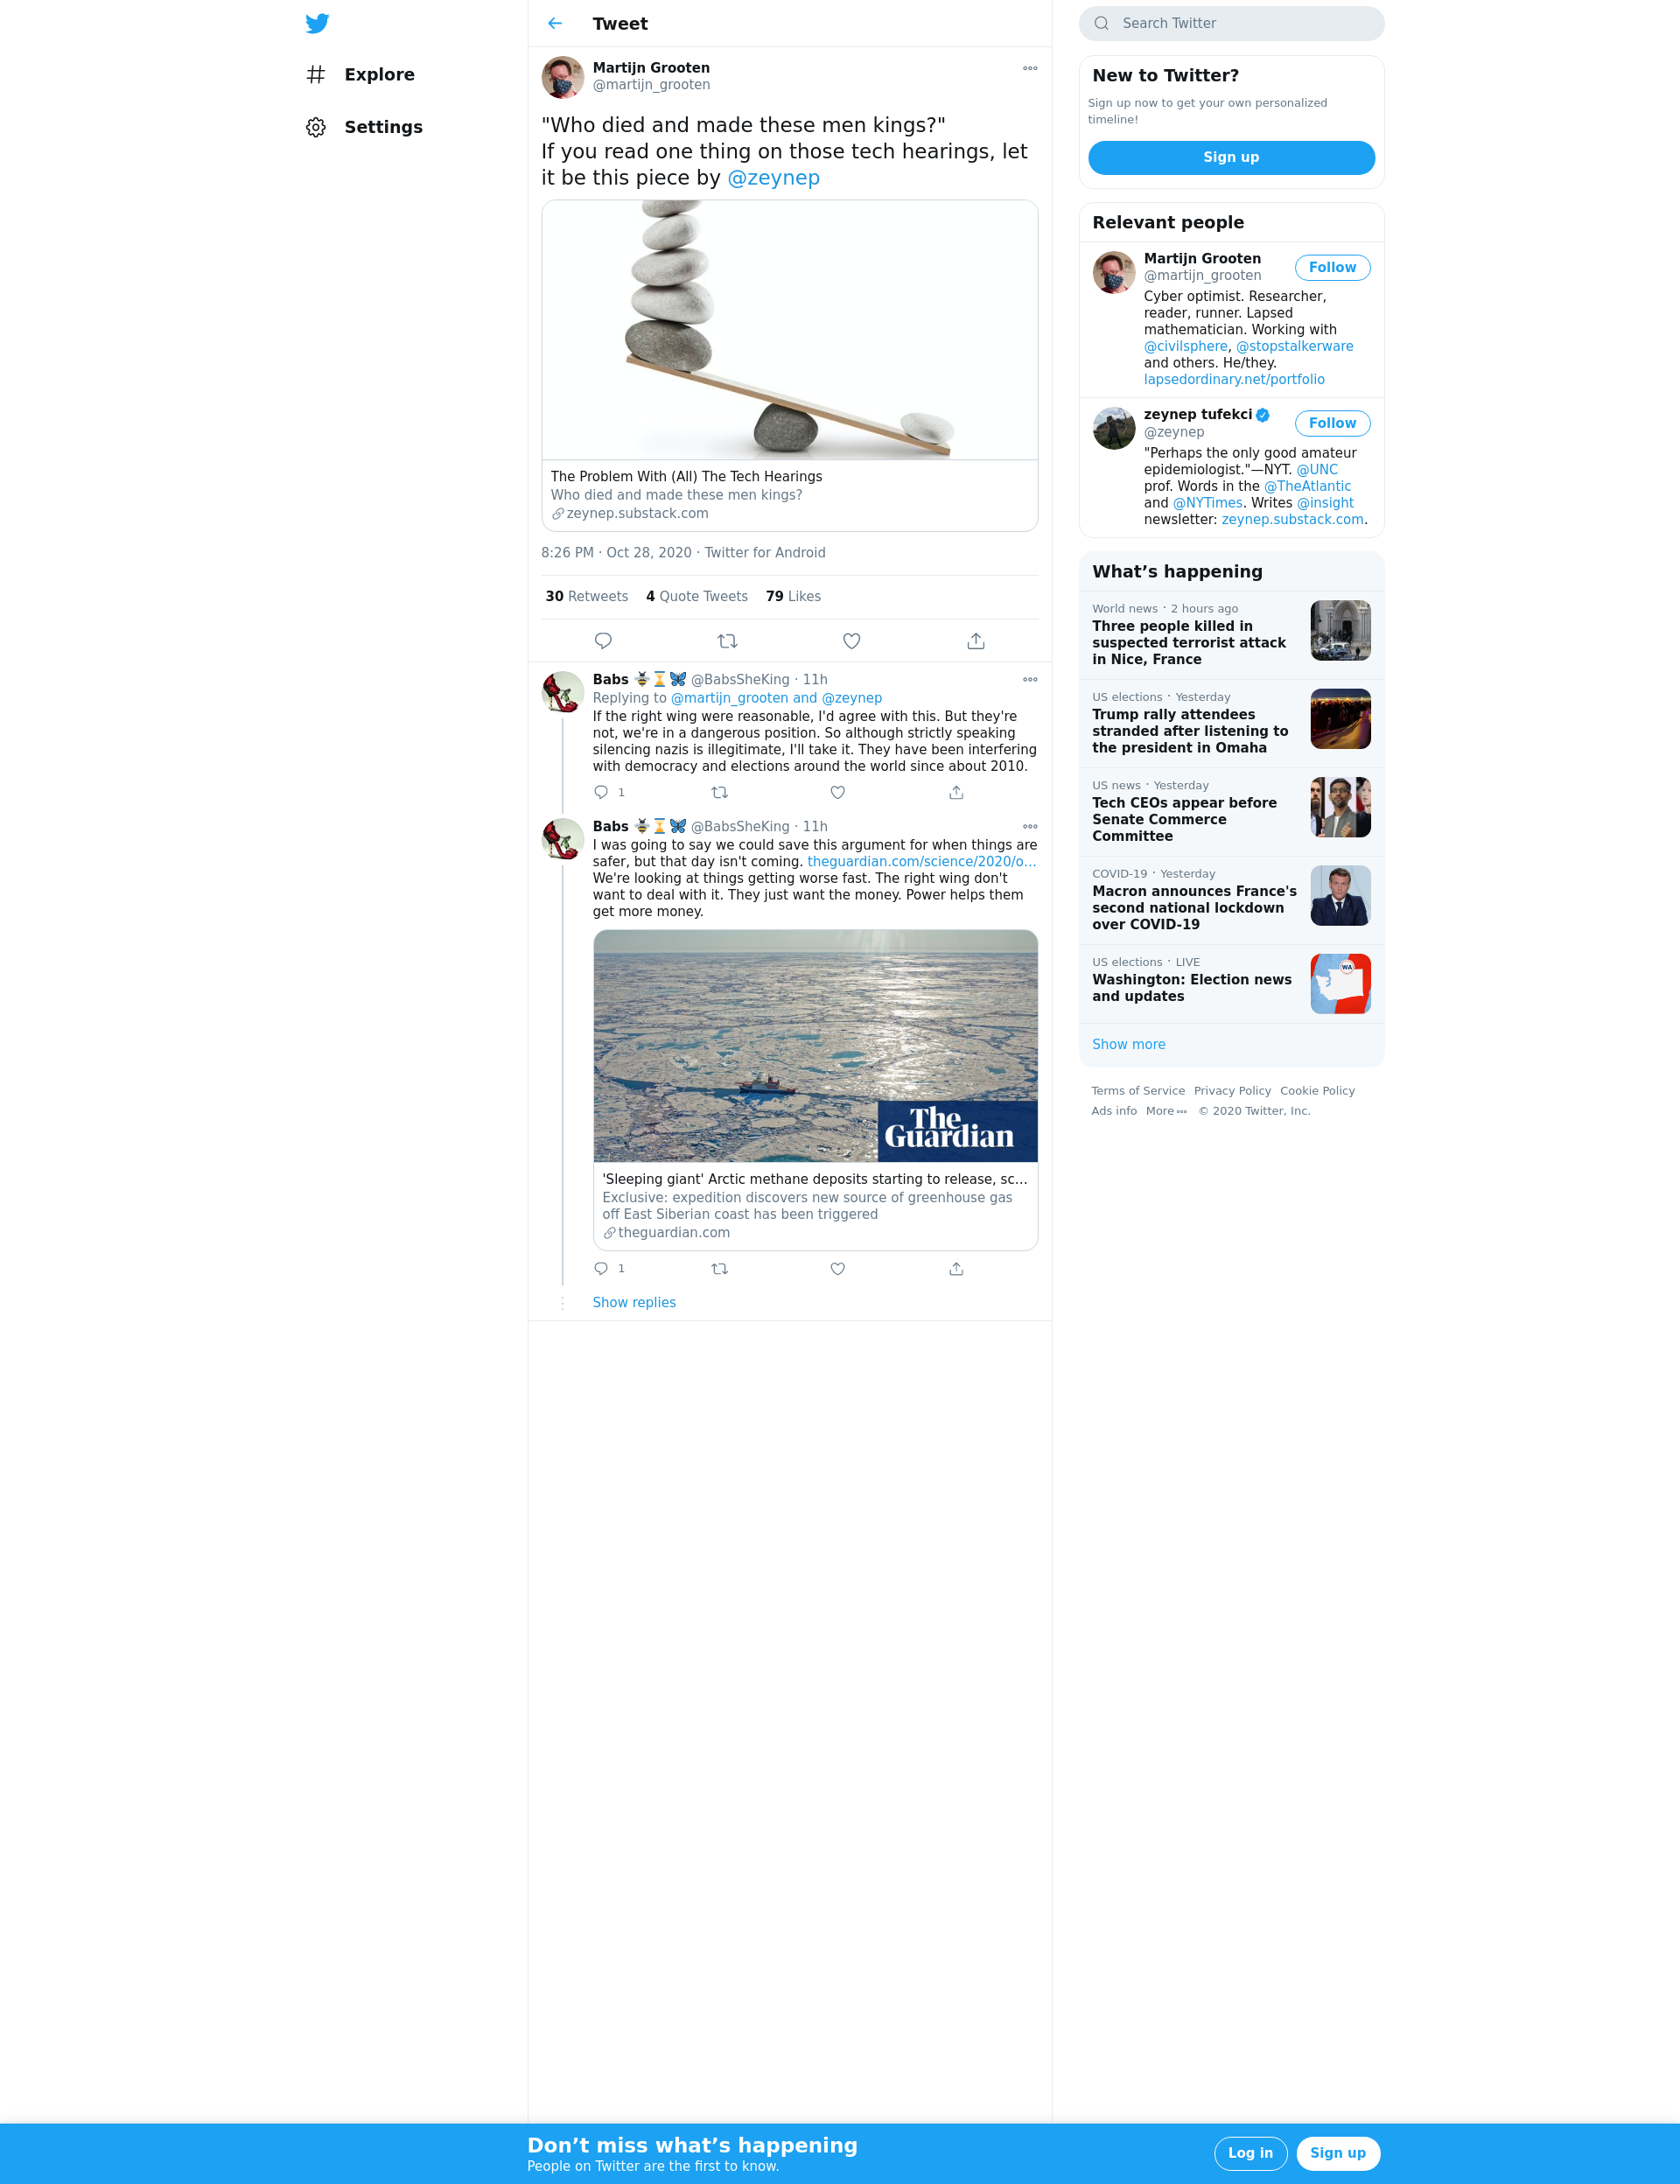 Explore
Settings
Tweet
Martijn Grooten
@martijn_grooten
"Who died and made these men kings?"
If you read one thing on those tech hearings, let
it be this piece by @zeynep
The Problem With (All) The Tech Hearings
Who died and made these men kings?
zeynep.substack.com
8:26 PM · Oct 28, 2020 · Twitter for Android
30 Retweets 4 Quote Tweets 79 Likes
Babs @BabsSheKing · 11h
Replying to @martijn_grooten and @zeynep
If the right wing were reasonable, I'd agree with this. But they're
not, we're in a dangerous position. So although strictly speaking
silencing nazis is illegitimate, I'll take it. They have been interfering
with democracy and elections around the world since about 2010.
1
Babs @BabsSheKing · 11h
I was going to say we could save this argument for when things are
safer, but that day isn't coming. theguardian.com/science/2020/o…
We're looking at things getting worse fast. The right wing don't
want to deal with it. They just want the money. Power helps them
get more money.
The
Guardian
'Sleeping giant' Arctic methane deposits starting to release, sc…
Exclusive: expedition discovers new source of greenhouse gas
off East Siberian coast has been triggered
theguardian.com
1
Show replies
Search Twitter
New to Twitter?
Sign up now to get your own personalized
timeline!
Sign up
Relevant people
Martijn Grooten
@martijn_grooten
Follow
Cyber optimist. Researcher,
reader, runner. Lapsed
mathematician. Working with
@civilsphere, @stopstalkerware
and others. He/they.
lapsedordinary.net/portfolio
zeynep tufekci
@zeynep
Follow
"Perhaps the only good amateur
epidemiologist."—NYT. @UNC
prof. Words in the @TheAtlantic
and @NYTimes. Writes @insight
newsletter: zeynep.substack.com.
What's happening
World news · 2 hours ago
Three people killed in
suspected terrorist attack
in Nice, France
US elections · Yesterday
Trump rally attendees
stranded after listening to
the president in Omaha
US news · Yesterday
Tech CEOs appear before
Senate Commerce
Committee
COVID-19 · Yesterday
Macron announces France's
second national lockdown
over COVID-19
US elections · LIVE
Washington: Election news
and updates
WA
Show more
Terms of Service Privacy Policy Cookie Policy
Ads info More © 2020 Twitter, Inc.
Don't miss what's happening
People on Twitter are the first to know.
Log in
Sign up